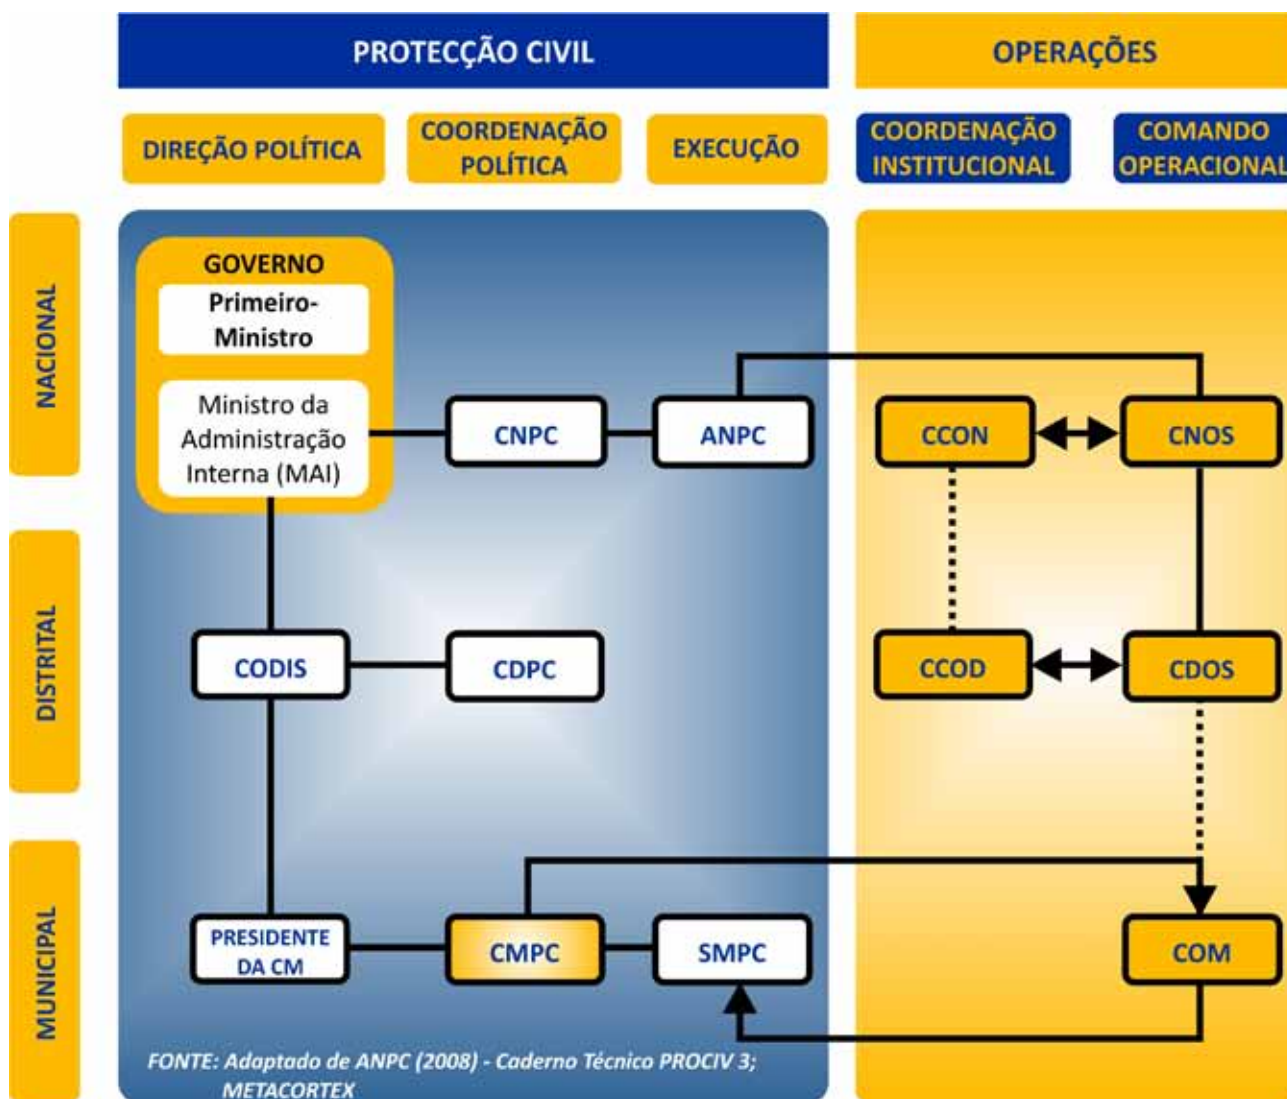 PROTECÇÃO CIVIL
OPERAÇÕES
DIREÇÃO POLÍTICA
COORDENAÇÃO
POLÍTICA
EXECUÇÃO
COORDENAÇÃO
INSTITUCIONAL
COMANDO
OPERACIONAL
NACIONAL
GOVERNO
Primeiro-
Ministro
Ministro da
Administração
Interna (MAI)
CNPC
ANPC
CCON
CNOS
DISTRITAL
CODIS
CDPC
CCOD
CDOS
MUNICIPAL
PRESIDENTE
DA CM
CMPC
SMPC
COM
FONTE: Adaptado de ANPC (2008) - Caderno Técnico PROCIV 3;
METACORTEX